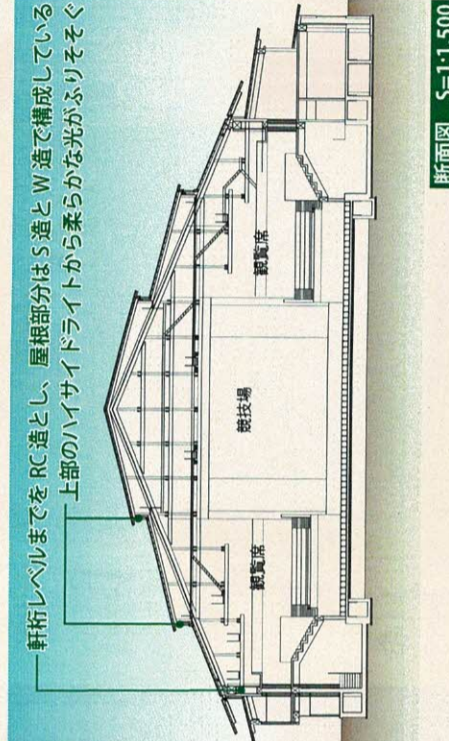 軒桁レベルまでをRC造とし、屋根部分はS造とW造で構成している
上部のハイサイドライトから柔らかな光がふりそそぐ
観覧席
競技場
観覧席
断面図 S=1:1,500